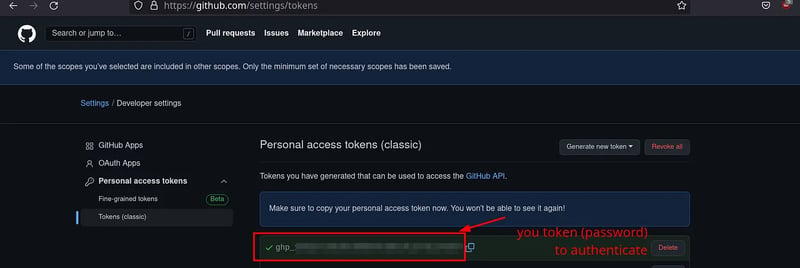 https://github.com/settings/tokens
Search or jump to…
/
Pull requests
Issues
Marketplace
Explore
Some of the scopes you've selected are included in other scopes. Only the minimum set of necessary scopes has been saved.
Settings / Developer settings
GitHub Apps
OAuth Apps
Personal access tokens
Fine-grained tokens
Beta
Tokens (classic)
Personal access tokens (classic)
Generate new token
Revoke all
Tokens you have generated that can be used to access the GitHub API.
Make sure to copy your personal access token now. You won't be able to see it again!
ghp_
you token (password)
to authenticate
Delete